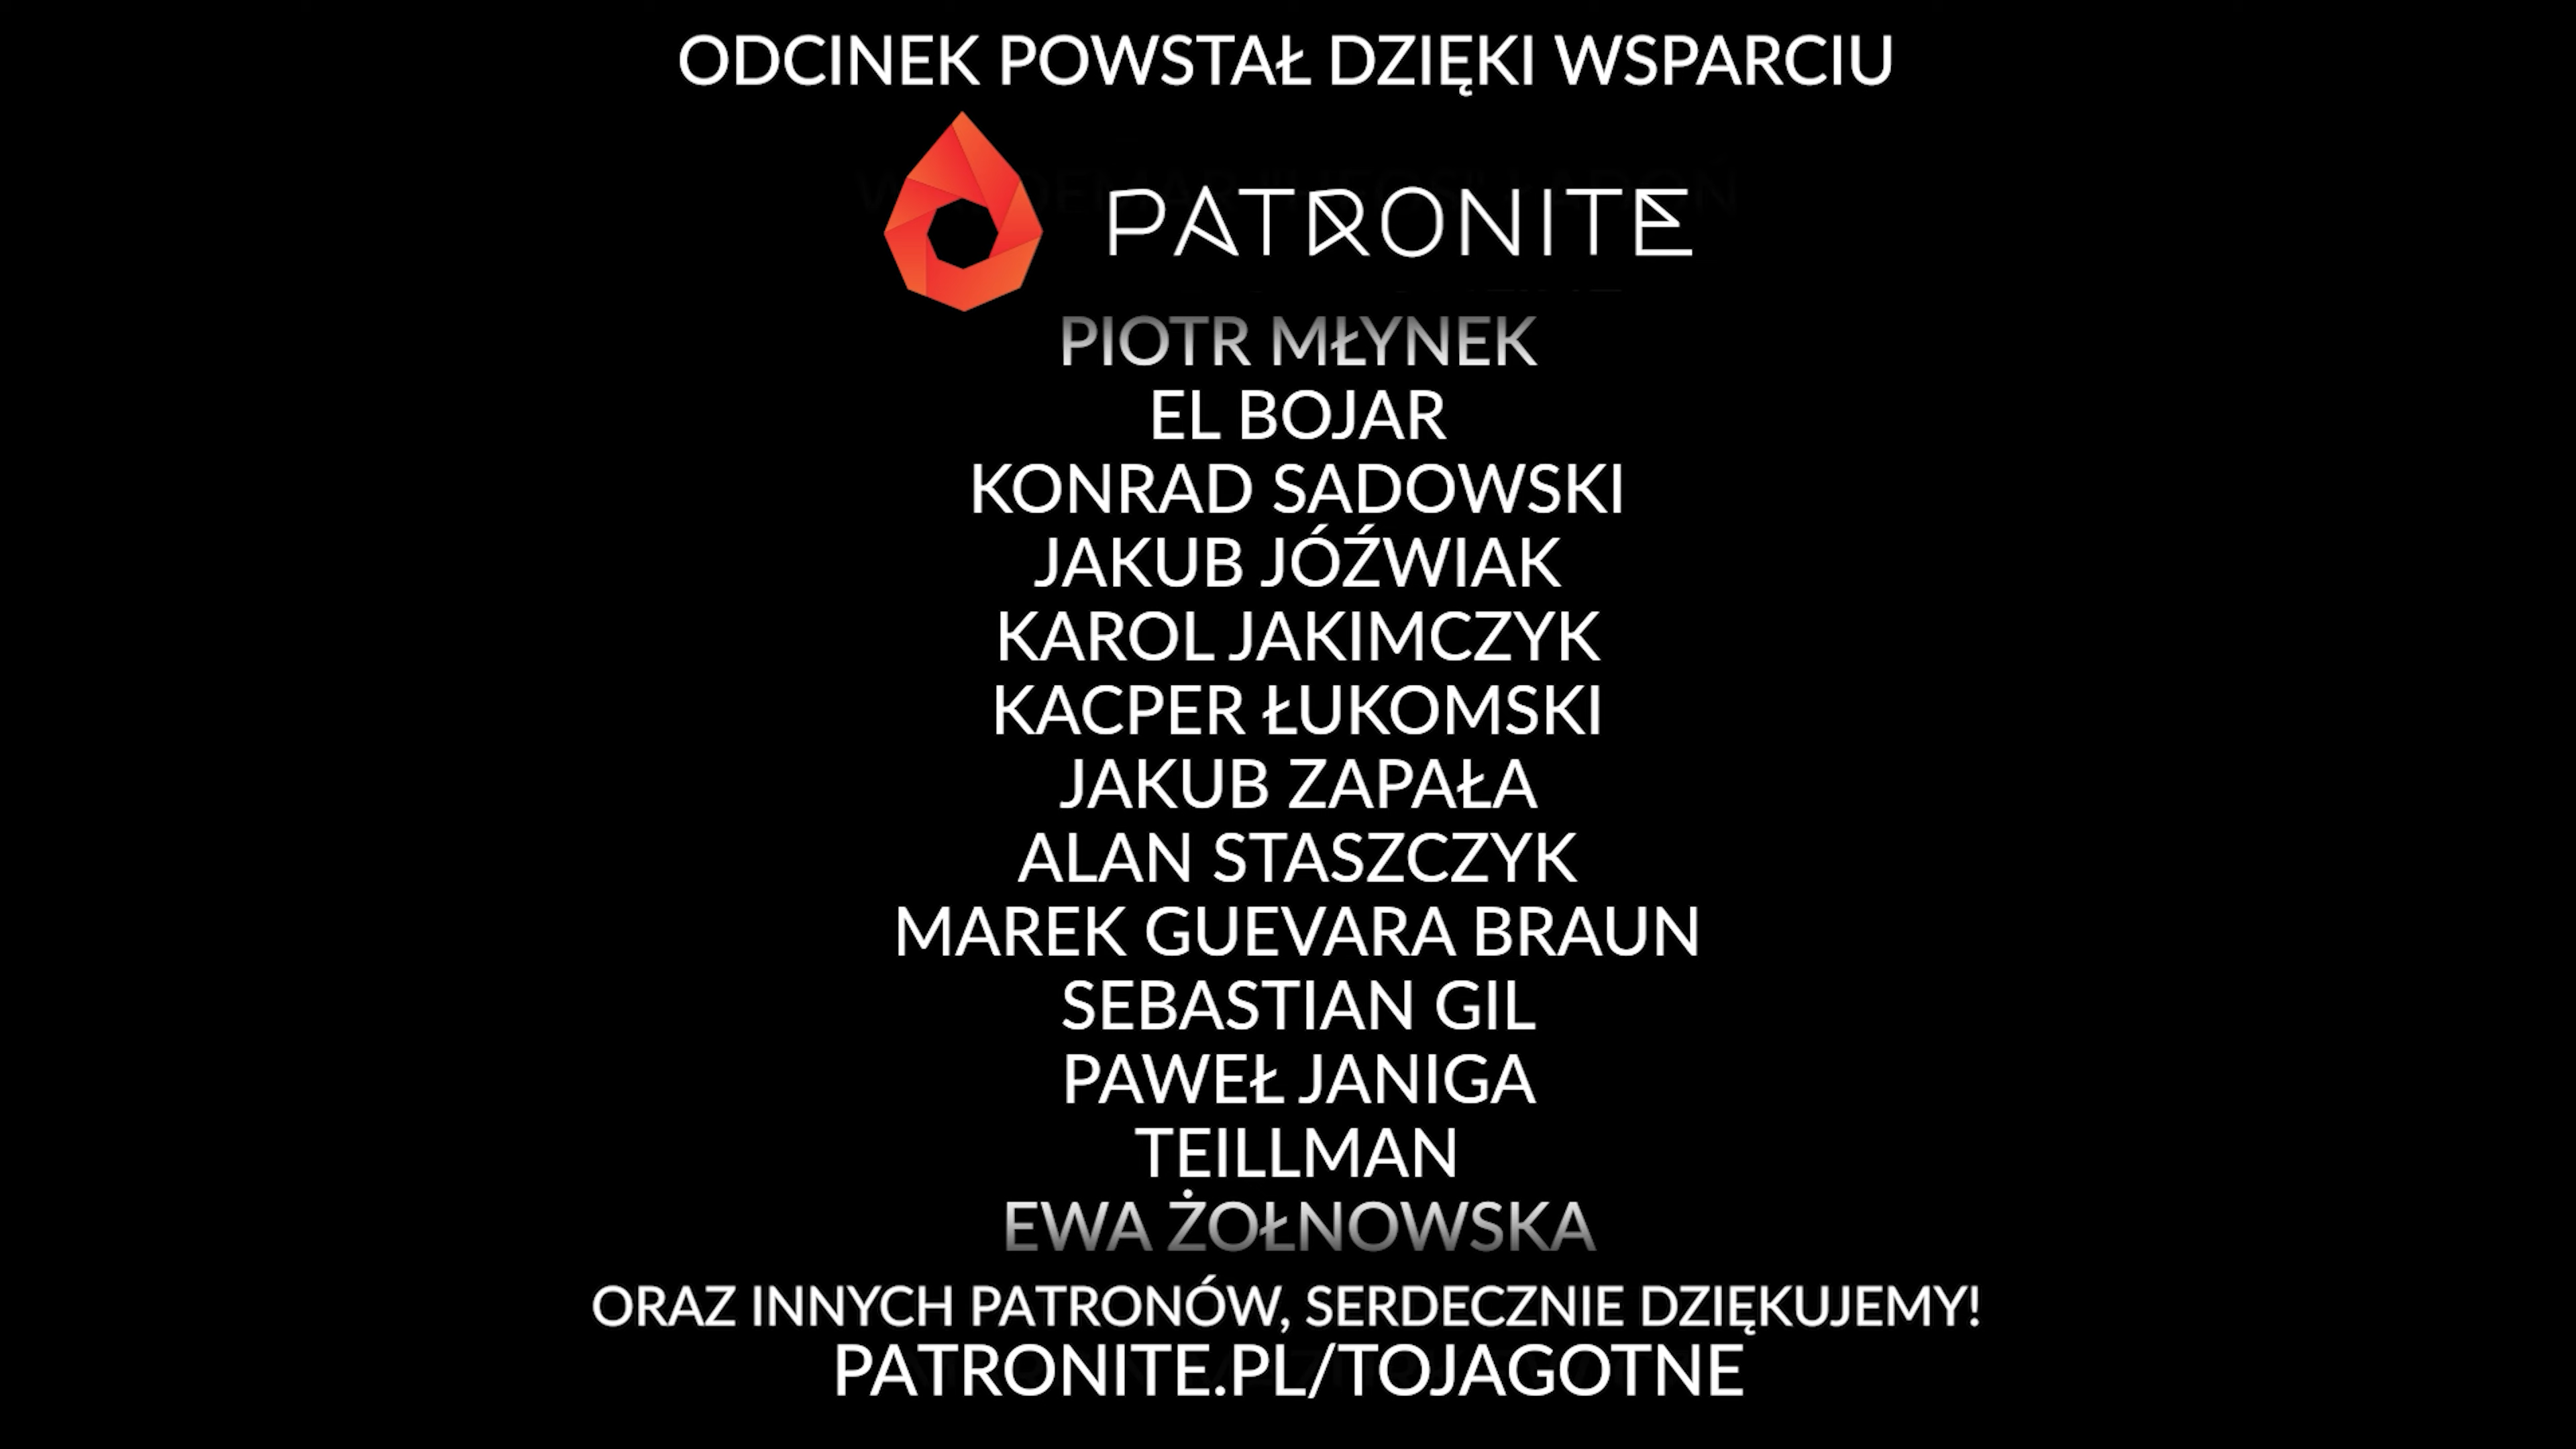 ODCINEK POWSTAŁ DZIĘKI WSPARCIU
PATRONITE
PIOTR MŁYNEK
EL BOJAR
KONRAD SADOWSKI
JAKUB JÓŹWIAK
KAROL JAKIMCZYK
KACPER ŁUKOMSKI
JAKUB ZAPAŁA
ALAN STASZCZYK
MAREK GUEVARA BRAUN
SEBASTIAN GIL
PAWEŁ JANIGA
TEILLMAN
EWA ŻOŁNOWSKA
ORAZ INNYCH PATRONÓW, SERDECZNIE DZIĘKUJEMY!
PATRONITE.PL/TOJAGOTNE